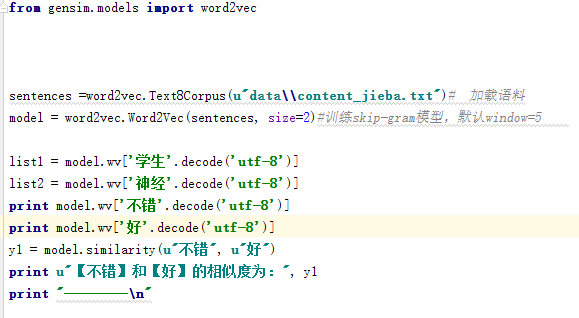 from gensim.models import word2vec
sentences =word2vec.Text8Corpus(u"data\\content_jieba.txt")#  加载语料
model = word2vec.Word2Vec(sentences, size=2)#训练skip-gram模型，默认window=5
list1 = model.wv['学生'.decode('utf-8')]
list2 = model.wv['神经'.decode('utf-8')]
print model.wv['不错'.decode('utf-8')]
print model.wv['好'.decode('utf-8')]
y1 = model.similarity(u"不错", u"好")
print u"【不错】和【好】的相似度为：", y1
print "--------\n"